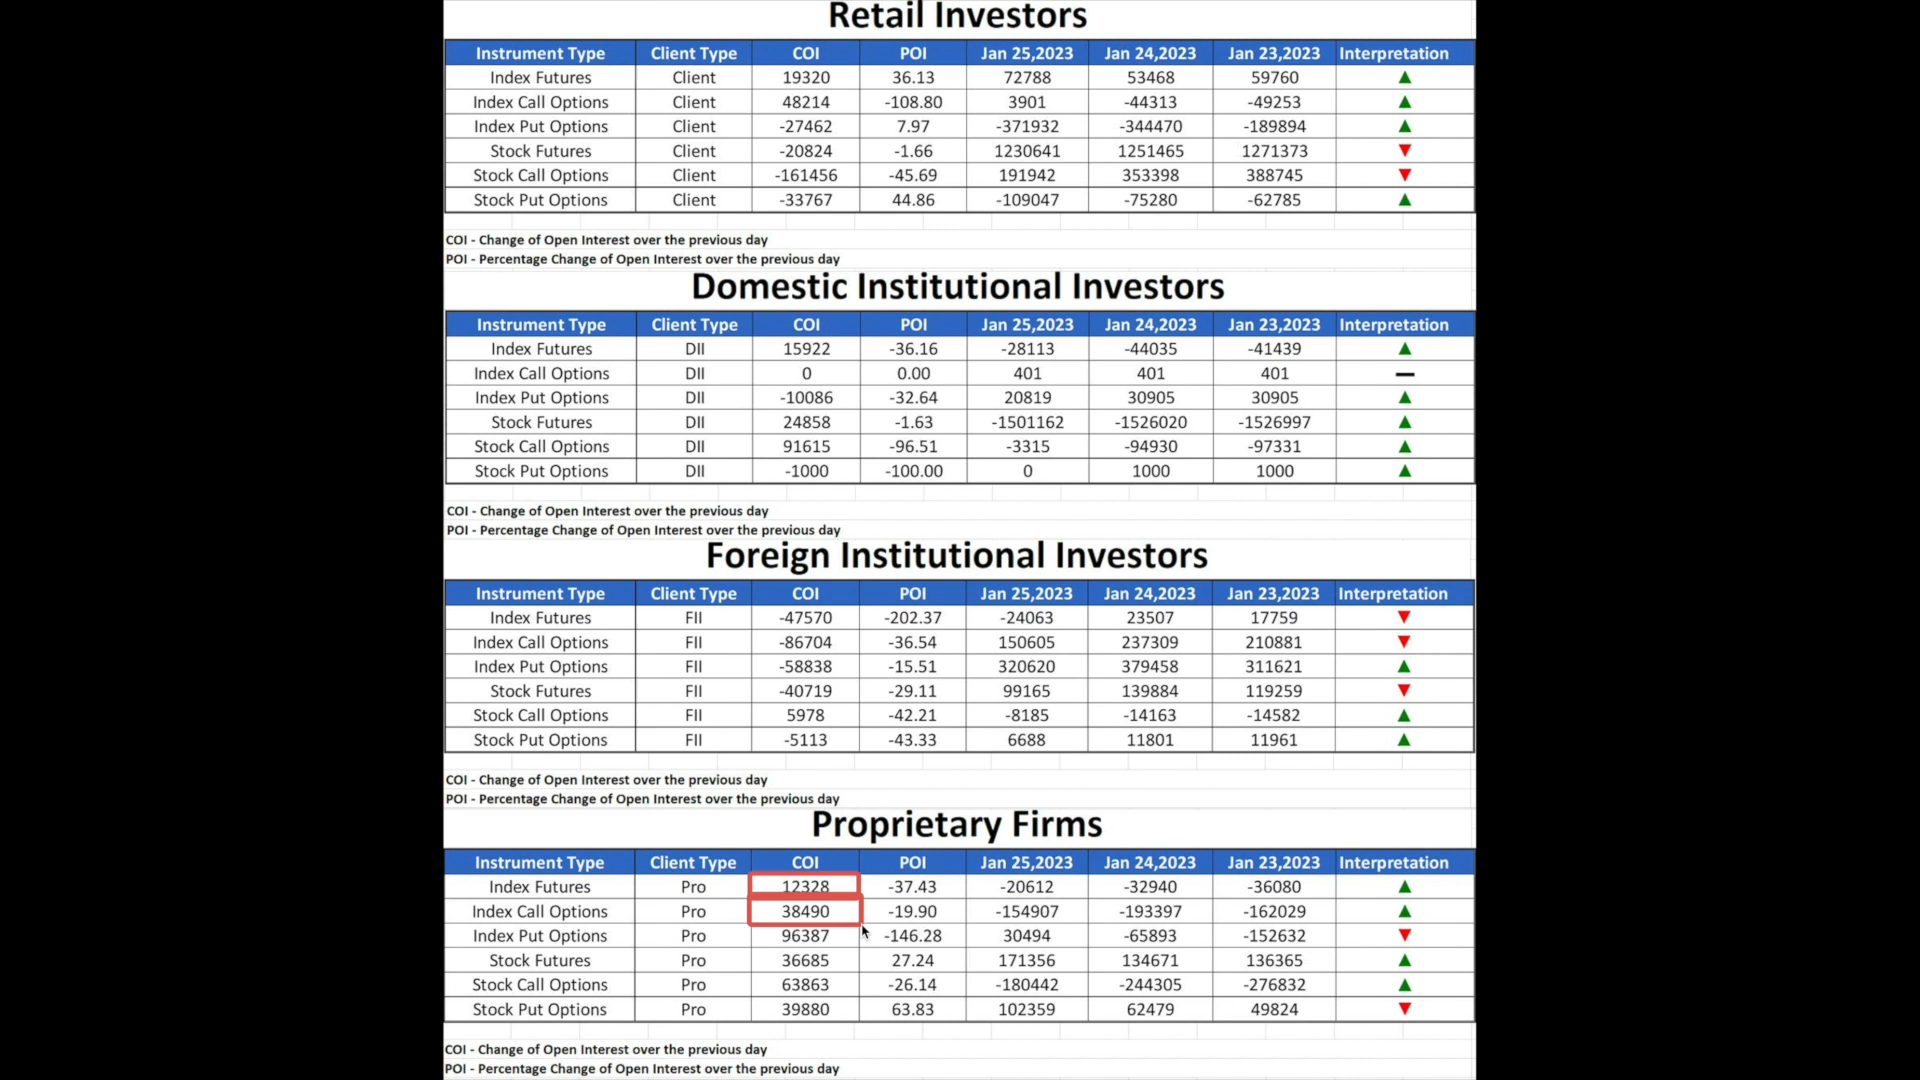 Retail Investors
Instrument Type Client Type COI POI Jan 25,2023 Jan 24,2023 Jan 23,2023 Interpretation
Index Futures Client 19320 36.13 72788 53468 59760
Index Call Options Client 48214 -108.80 3901 -44313 -49253
Index Put Options Client -27462 7.97 -371932 -344470 -189894
Stock Futures Client -20824 -1.66 1230641 1251465 1271373
Stock Call Options Client -161456 -45.69 191942 353398 388745
Stock Put Options Client -33767 44.86 -109047 -75280 -62785
COI - Change of Open Interest over the previous day
POI - Percentage Change of Open Interest over the previous day
Domestic Institutional Investors
Instrument Type Client Type COI POI Jan 25,2023 Jan 24,2023 Jan 23,2023 Interpretation
Index Futures DII 15922 -36.16 -28113 -44035 -41439
Index Call Options DII 0 0.00 401 401 401
Index Put Options DII -10086 -32.64 20819 30905 30905
Stock Futures DII 24858 -1.63 -1501162 -1526020 -1526997
Stock Call Options DII 91615 -96.51 -3315 -94930 -97331
Stock Put Options DII -1000 -100.00 0 1000 1000
COI - Change of Open Interest over the previous day
POI - Percentage Change of Open Interest over the previous day
Foreign Institutional Investors
Instrument Type Client Type COI POI Jan 25,2023 Jan 24,2023 Jan 23,2023 Interpretation
Index Futures FII -47570 -202.37 -24063 23507 17759
Index Call Options FII -86704 -36.54 150605 237309 210881
Index Put Options FII -58838 -15.51 320620 379458 311621
Stock Futures FII -40719 -29.11 99165 139884 119259
Stock Call Options FII 5978 -42.21 -8185 -14163 -14582
Stock Put Options FII -5113 -43.33 6688 11801 11961
COI - Change of Open Interest over the previous day
POI - Percentage Change of Open Interest over the previous day
Proprietary Firms
Instrument Type Client Type COI POI Jan 25,2023 Jan 24,2023 Jan 23,2023 Interpretation
Index Futures Pro 12328 -37.43 -20612 -32940 -36080
Index Call Options Pro 38490 -19.90 -154907 -193397 -162029
Index Put Options Pro 96387 -146.28 30494 -65893 -152632
Stock Futures Pro 36685 27.24 171356 134671 136365
Stock Call Options Pro 63863 -26.14 -180442 -244305 -276832
Stock Put Options Pro 39880 63.83 102359 62479 49824
COI - Change of Open Interest over the previous day
POI - Percentage Change of Open Interest over the previous day